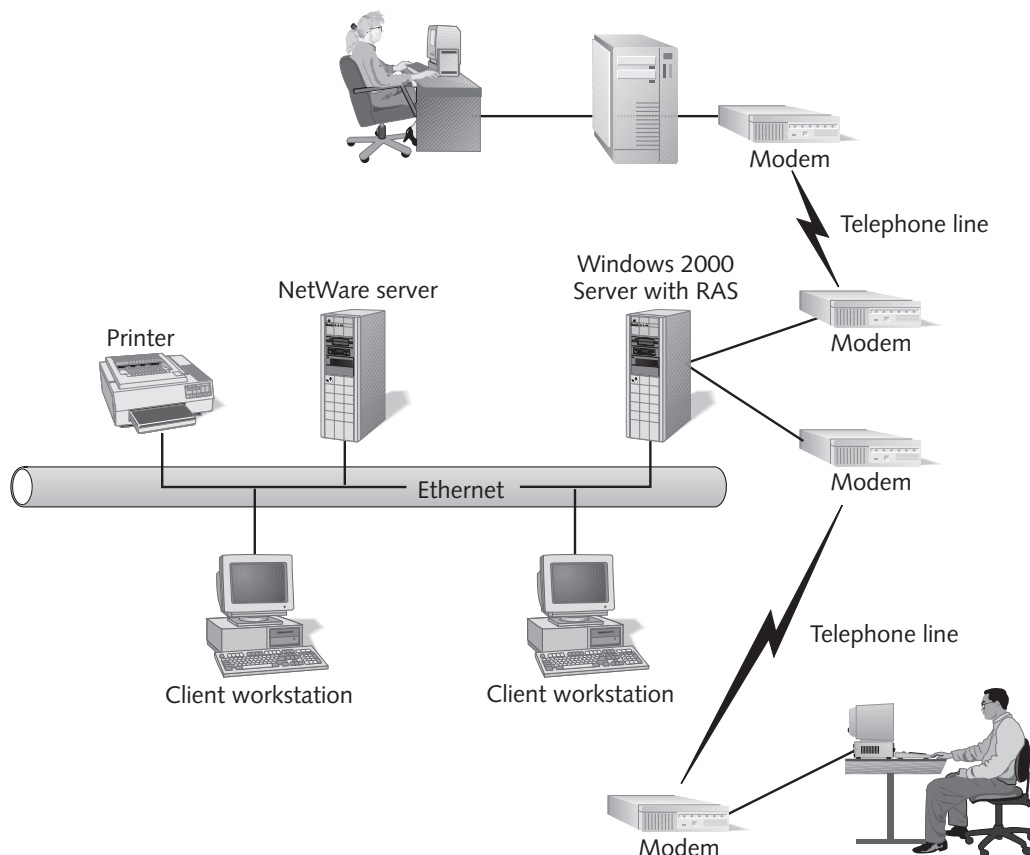 Modem
Telephone line
Windows 2000
Server with RAS
NetWare server
Printer
Modem
Modem
Ethernet
Telephone line
Client workstation
Client workstation
Modem